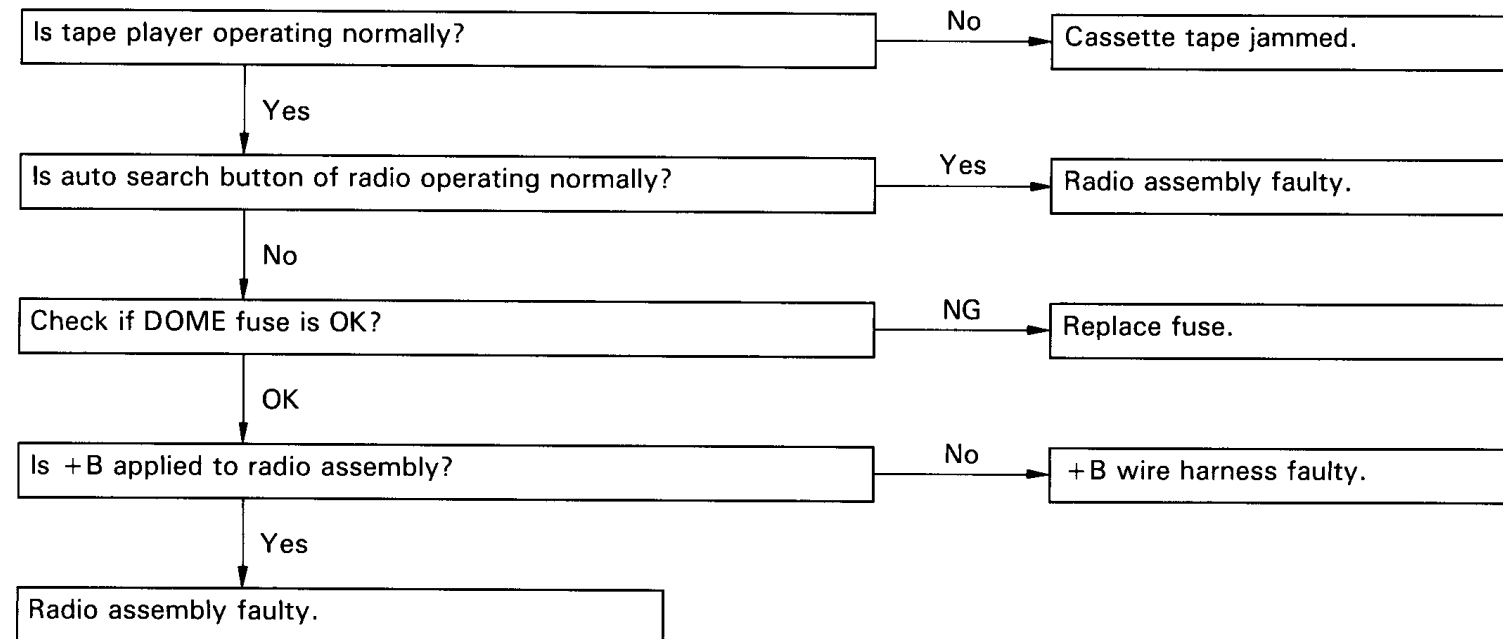 Is tape player operating normally?
No
Cassette tape jammed.
Yes
Is auto search button of radio operating normally?
Yes
Radio assembly faulty.
No
Check if DOME fuse is OK?
NG
Replace fuse.
OK
Is +B applied to radio assembly?
No
+B wire harness faulty.
Yes
Radio assembly faulty.